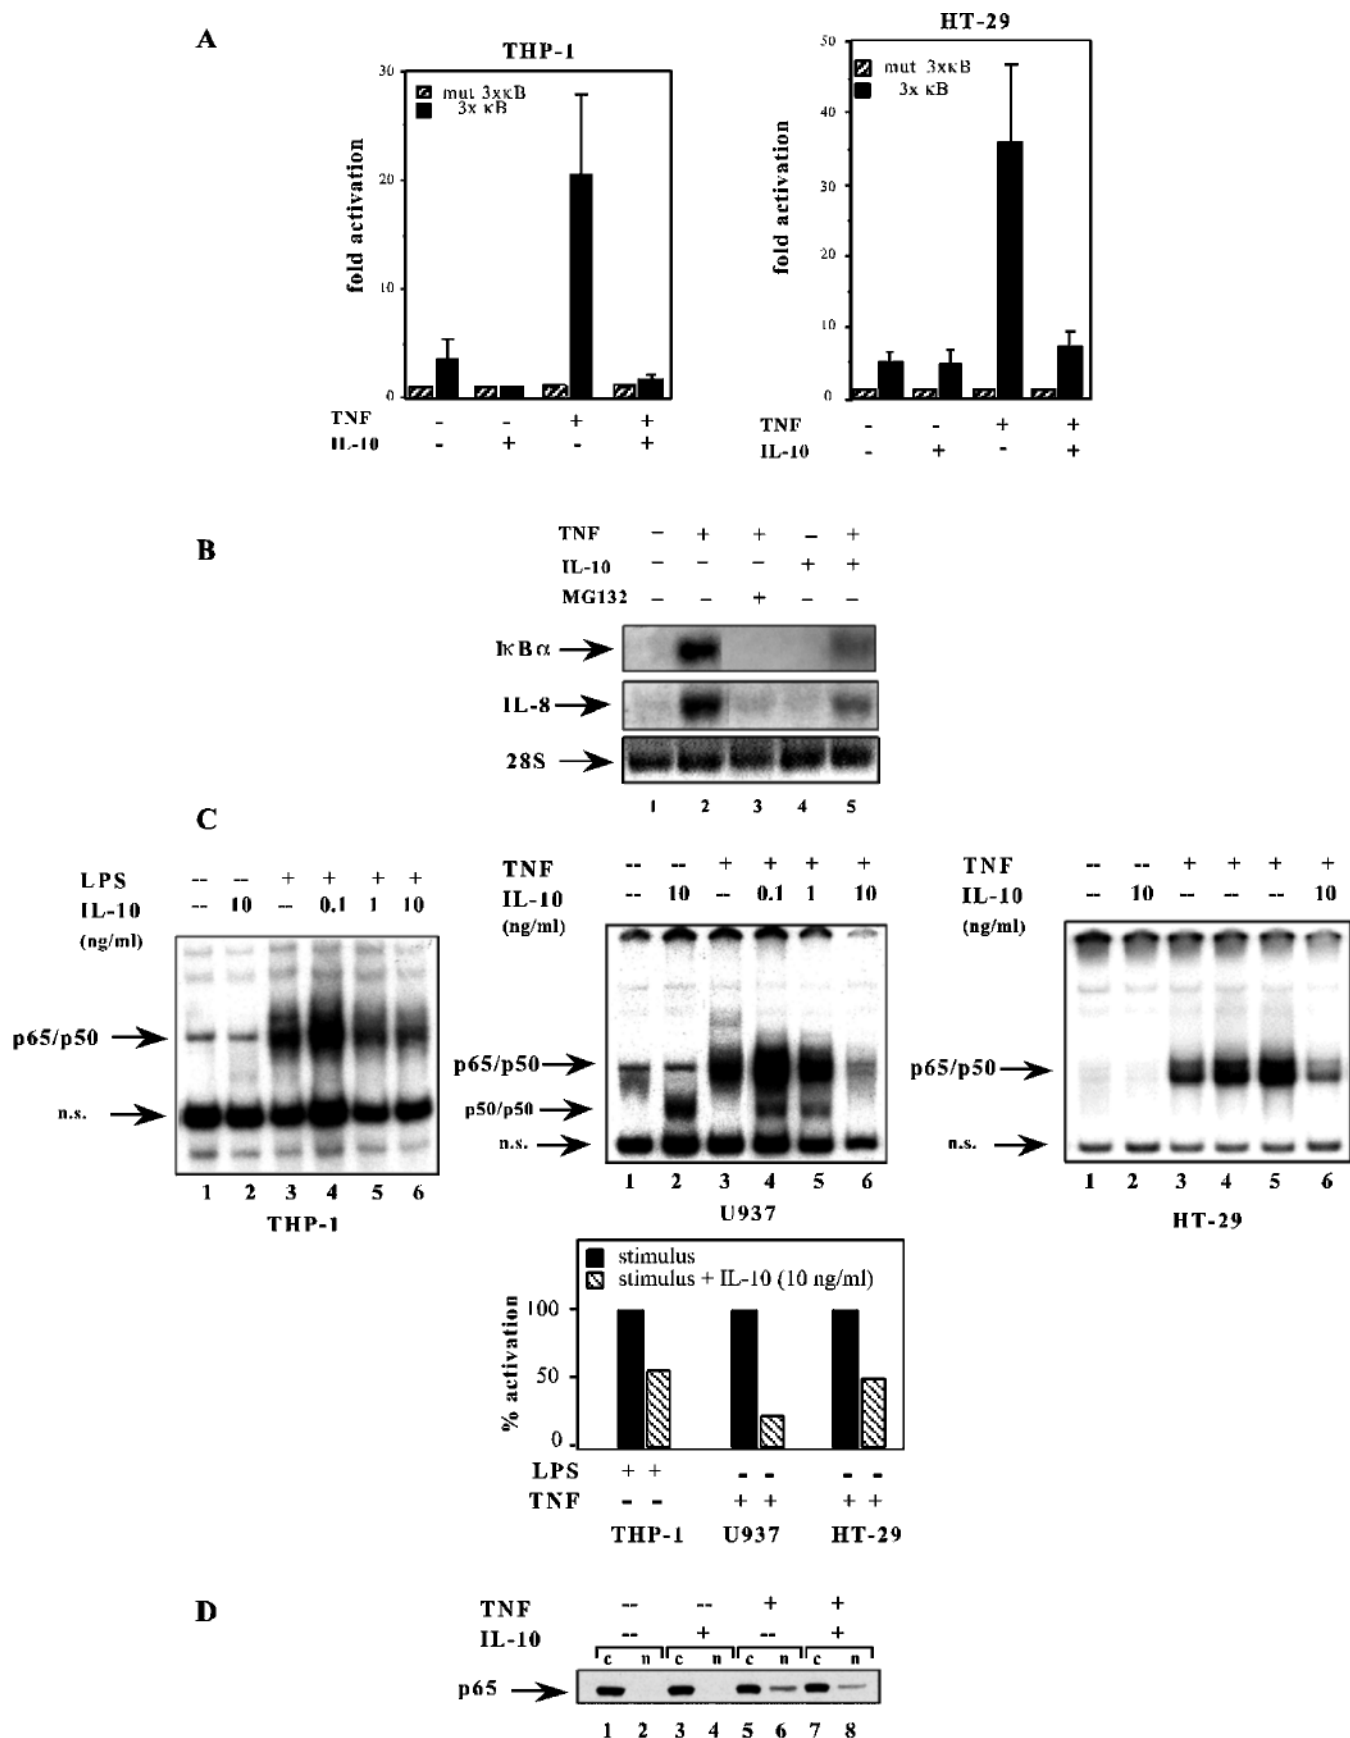 A
THP-1
30
mut 3xκB
3x κB
20
10
0
fold activation
TNF - - + +
IL-10 - + - +
HT-29
50
mut 3xκB
3x κB
40
30
20
10
0
fold activation
TNF - - + +
IL-10 - + - +
B
TNF – + + – +
IL-10 – – – + +
MG132 – – + – –
IκBα
IL-8
28S
1 2 3 4 5
C
LPS -- -- + + + +
IL-10 -- 10 -- 0.1 1 10
(ng/ml)
p65/p50
n.s.
1 2 3 4 5 6
THP-1
TNF -- -- + + + +
IL-10 -- 10 -- 0.1 1 10
(ng/ml)
p65/p50
p50/p50
n.s.
1 2 3 4 5 6
U937
TNF -- -- + + + +
IL-10 -- 10 10
(ng/ml)
p65/p50
n.s.
1 2 3 4 5 6
HT-29
stimulus
stimulus + IL-10 (10 ng/ml)
100
50
0
% activation
LPS + + - - - -
TNF - - + + + +
THP-1 U937 HT-29
D
TNF -- -- + +
IL-10 -- + -- +
c n c n c n c n
p65
1 2 3 4 5 6 7 8